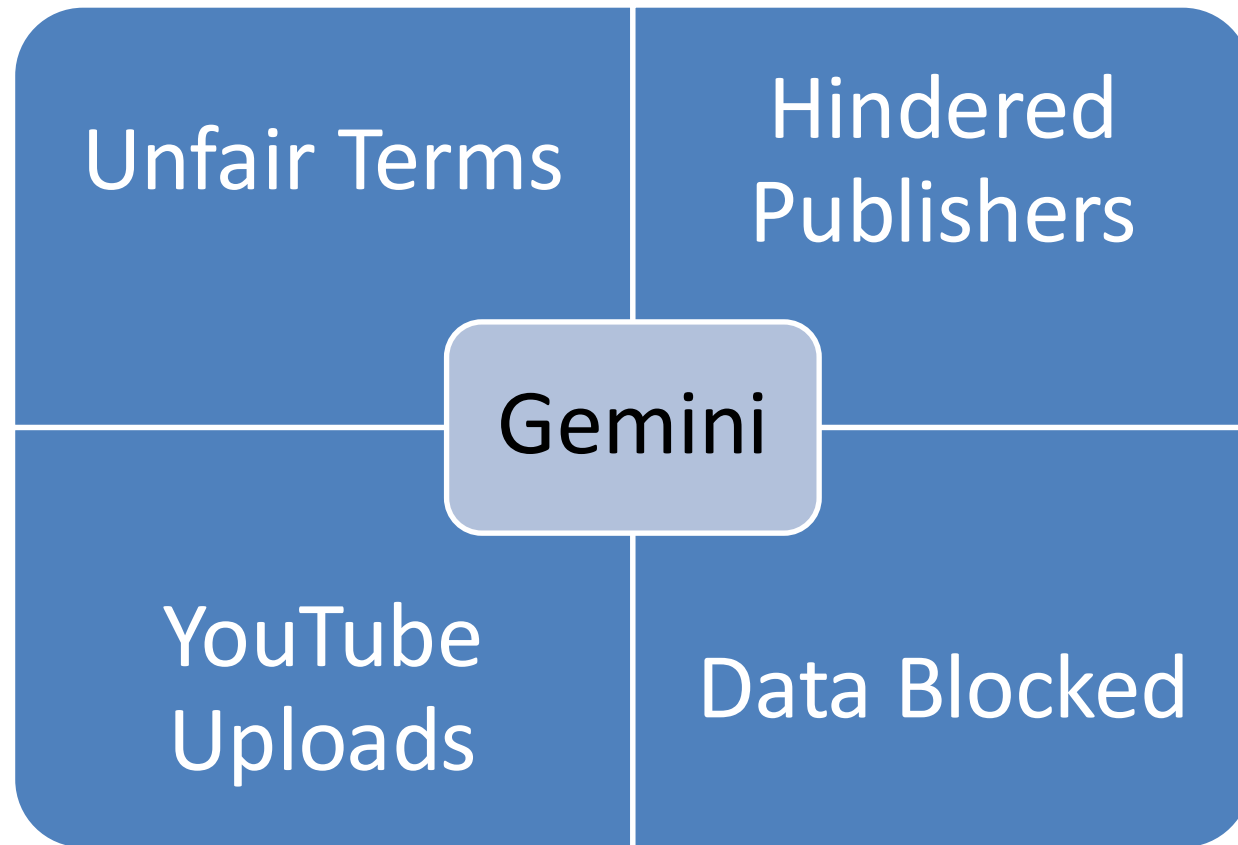 Unfair Terms
Hindered
Publishers
Gemini
YouTube
Uploads
Data Blocked